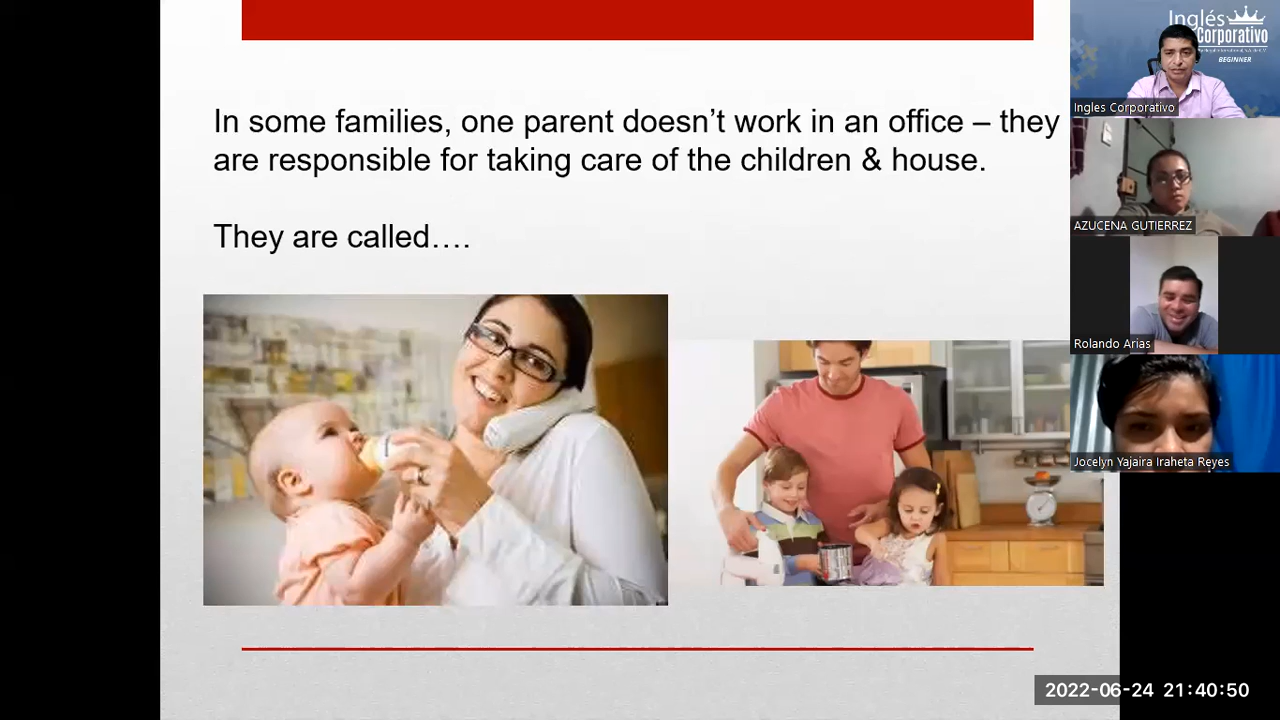 In some families, one parent doesn't work in an office – they
are responsible for taking care of the children & house.
They are called….
Inglés
Corporativo
BEGINNER
Ingles Corporativo
AZUCENA GUTIERREZ
Rolando Arias
Jocelyn Yajaira Iraheta Reyes
2022-06-24 21:40:50